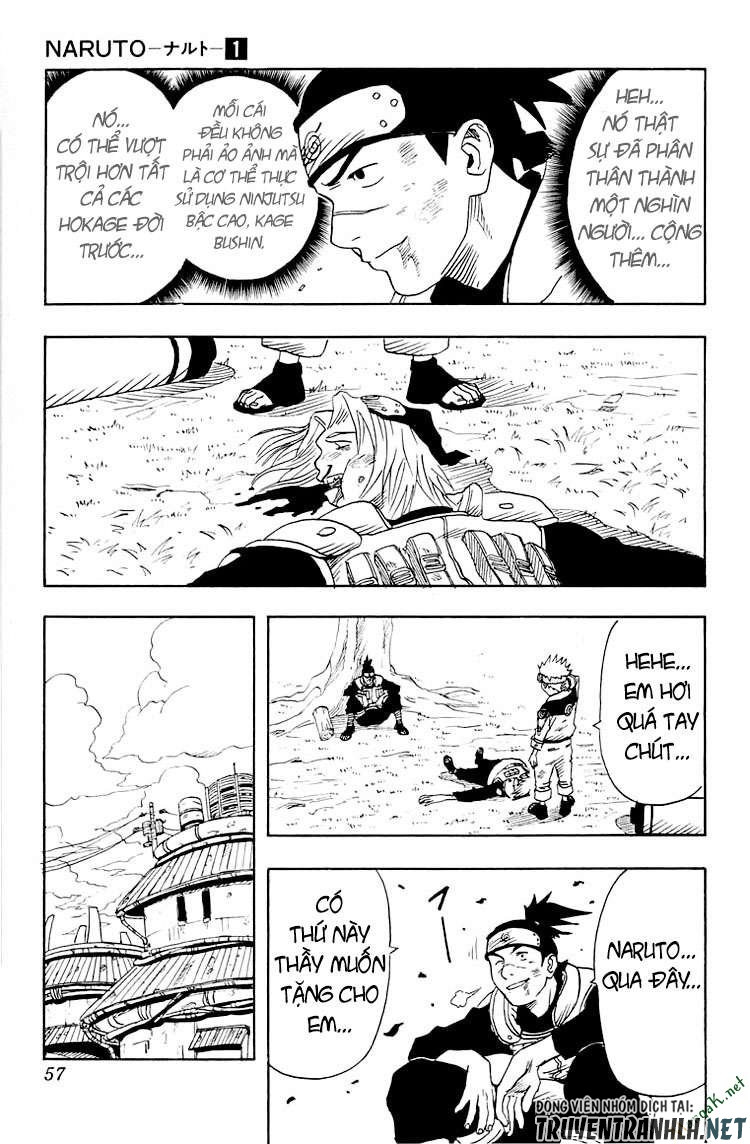 NARUTO—ナルト—1
HEH...
NÓ THẬT
SỰ ĐÃ PHÂN
THÂN THÀNH
MỘT NGHÌN
NGƯỜI... CỘNG
THÊM...
MỖI CÁI
ĐỀU KHÔNG
PHẢI ẢO ẢNH MÀ
LÀ CƠ THỂ THỰC
SỬ DỤNG NINJUTSU
BẬC CAO, KAGE
BUSHIN.
NÓ...
CÓ THỂ VƯỢT
TRỘI HƠN TẤT
CẢ CÁC
HOKAGE ĐỜI
TRƯỚC...
HEHE...
EM HƠI
QUÁ TAY
CHÚT...
NARUTO...
QUA ĐÂY...
CÓ
THỨ NÀY
THẦY MUỐN
TẶNG CHO
EM...
57
ĐỘNG VIÊN NHÓM DỊCH TẠI:
TRUYENTRANHLH.NET